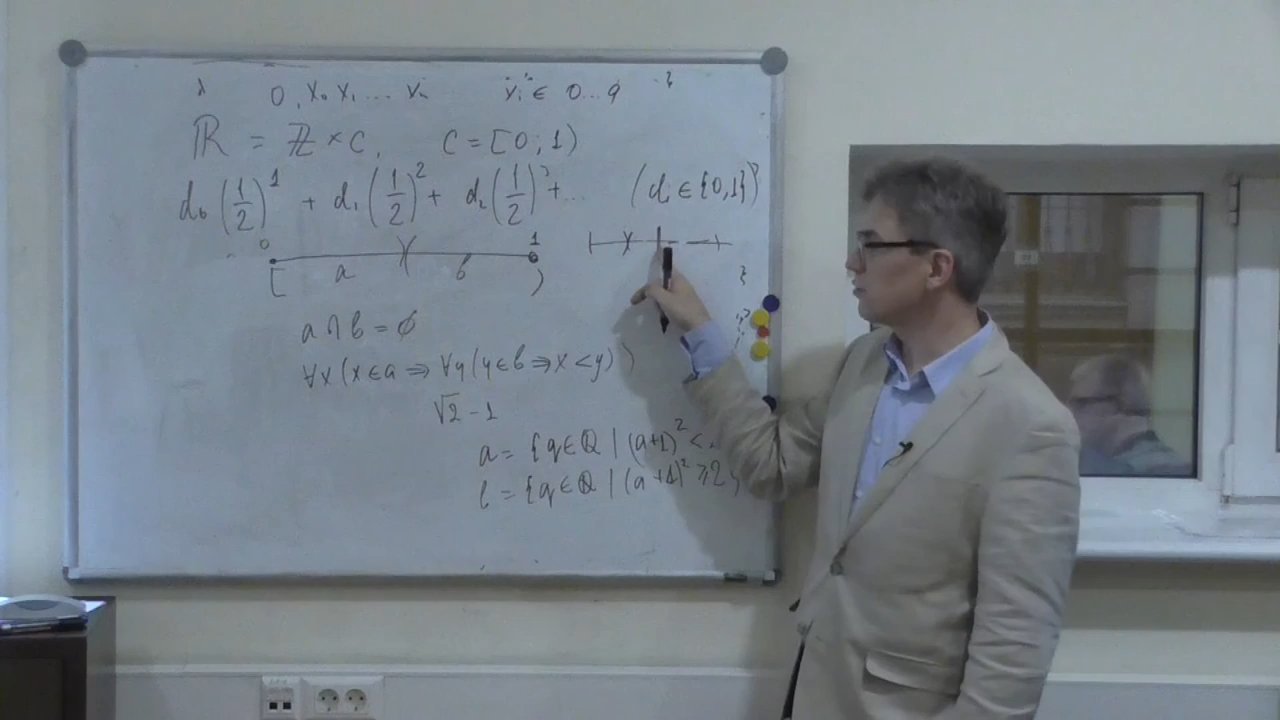 0, x₀ x₁ ... xₙ xᵢ ∈ 0...9
ℝ = ℤ × C, C = [0; 1)
d₀(1/2)¹ + d₁(1/2)² + d₂(1/2)³ + ... (dᵢ ∈ {0,1})
0 1
[ a b )
a ∩ b = ∅
∀x(x ∈ a ⇒ ∀y(y ∈ b ⇒ x < y))
√2 - 1
a = {q ∈ ℚ | (a+1)² <
b = {q ∈ ℚ | (a+1)² ⩾ 2}